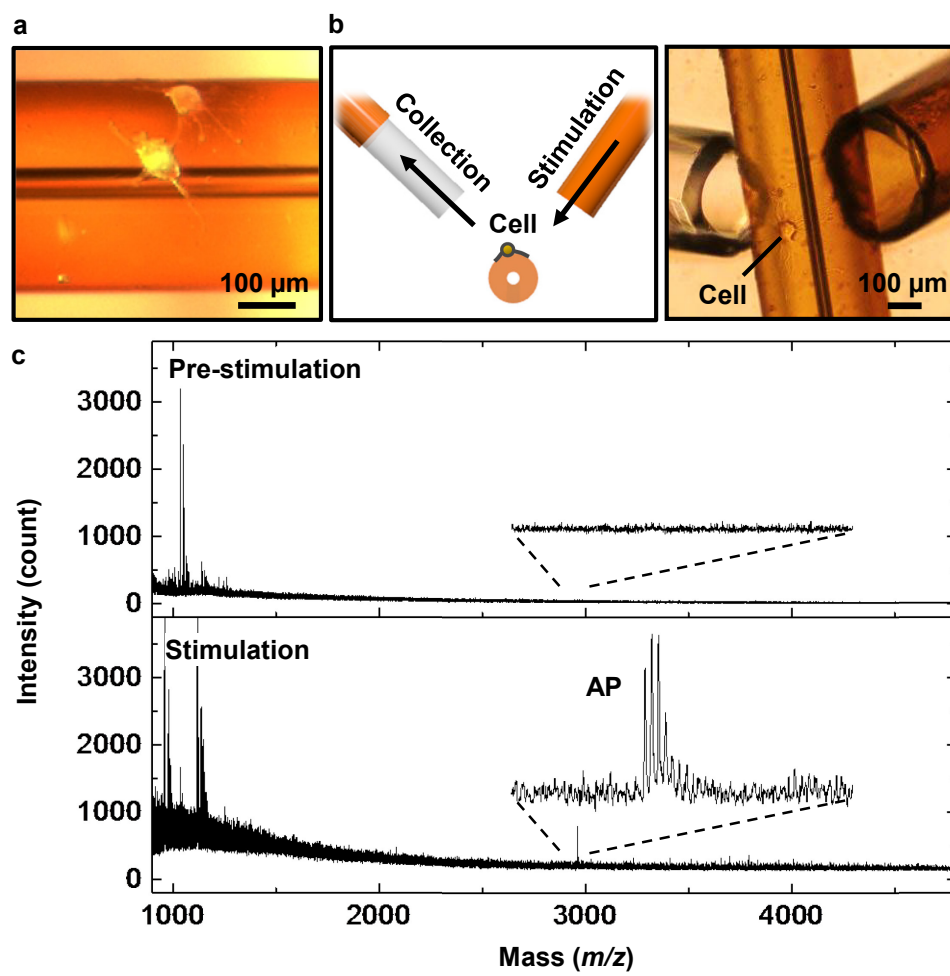 a
100 µm
b
Collection
Stimulation
Cell
Cell
100 µm
c
Pre-stimulation
3000
2000
1000
0
Stimulation
AP
3000
2000
1000
0
1000 2000 3000 4000
Intensity (count)
Mass (m/z)